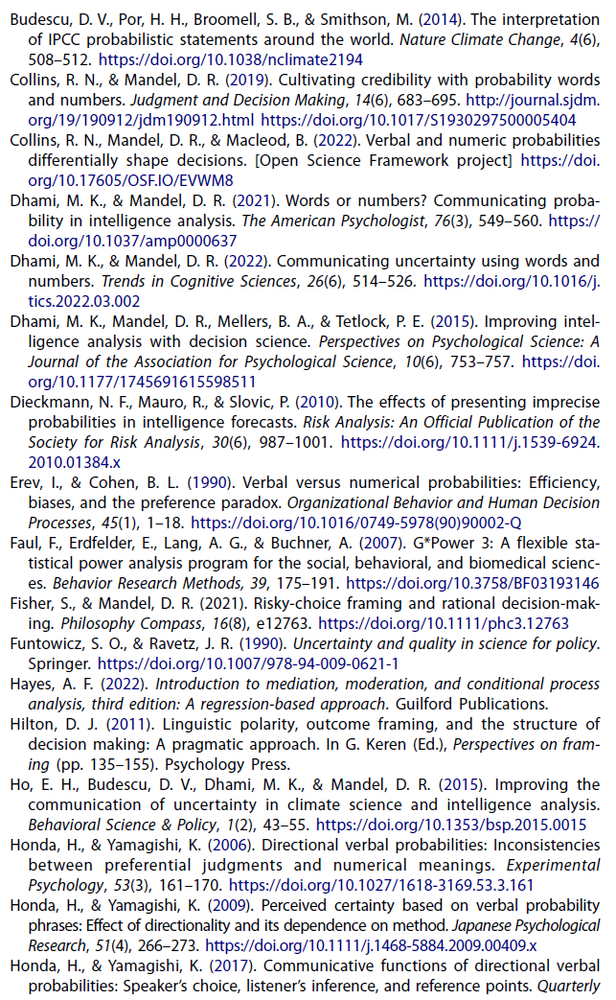 Budescu, D. V., Por, H. H., Broomell, S. B., & Smithson, M. (2014). The interpretation
of IPCC probabilistic statements around the world. Nature Climate Change, 4(6),
508–512. https://doi.org/10.1038/nclimate2194
Collins, R. N., & Mandel, D. R. (2019). Cultivating credibility with probability words
and numbers. Judgment and Decision Making, 14(6), 683–695. http://journal.sjdm.
org/19/190912/jdm190912.html https://doi.org/10.1017/S1930297500005404
Collins, R. N., Mandel, D. R., & Macleod, B. (2022). Verbal and numeric probabilities
differentially shape decisions. [Open Science Framework project] https://doi.
org/10.17605/OSF.IO/EVWM8
Dhami, M. K., & Mandel, D. R. (2021). Words or numbers? Communicating proba-
bility in intelligence analysis. The American Psychologist, 76(3), 549–560. https://
doi.org/10.1037/amp0000637
Dhami, M. K., & Mandel, D. R. (2022). Communicating uncertainty using words and
numbers. Trends in Cognitive Sciences, 26(6), 514–526. https://doi.org/10.1016/j.
tics.2022.03.002
Dhami, M. K., Mandel, D. R., Mellers, B. A., & Tetlock, P. E. (2015). Improving intel-
ligence analysis with decision science. Perspectives on Psychological Science: A
Journal of the Association for Psychological Science, 10(6), 753–757. https://doi.
org/10.1177/1745691615598511
Dieckmann, N. F., Mauro, R., & Slovic, P. (2010). The effects of presenting imprecise
probabilities in intelligence forecasts. Risk Analysis: An Official Publication of the
Society for Risk Analysis, 30(6), 987–1001. https://doi.org/10.1111/j.1539-6924.
2010.01384.x
Erev, I., & Cohen, B. L. (1990). Verbal versus numerical probabilities: Efficiency,
biases, and the preference paradox. Organizational Behavior and Human Decision
Processes, 45(1), 1–18. https://doi.org/10.1016/0749-5978(90)90002-Q
Faul, F., Erdfelder, E., Lang, A. G., & Buchner, A. (2007). G*Power 3: A flexible sta-
tistical power analysis program for the social, behavioral, and biomedical scienc-
es. Behavior Research Methods, 39, 175–191. https://doi.org/10.3758/BF03193146
Fisher, S., & Mandel, D. R. (2021). Risky-choice framing and rational decision-mak-
ing. Philosophy Compass, 16(8), e12763. https://doi.org/10.1111/phc3.12763
Funtowicz, S. O., & Ravetz, J. R. (1990). Uncertainty and quality in science for policy.
Springer. https://doi.org/10.1007/978-94-009-0621-1
Hayes, A. F. (2022). Introduction to mediation, moderation, and conditional process
analysis, third edition: A regression-based approach. Guilford Publications.
Hilton, D. J. (2011). Linguistic polarity, outcome framing, and the structure of
decision making: A pragmatic approach. In G. Keren (Ed.), Perspectives on fram-
ing (pp. 135–155). Psychology Press.
Ho, E. H., Budescu, D. V., Dhami, M. K., & Mandel, D. R. (2015). Improving the
communication of uncertainty in climate science and intelligence analysis.
Behavioral Science & Policy, 1(2), 43–55. https://doi.org/10.1353/bsp.2015.0015
Honda, H., & Yamagishi, K. (2006). Directional verbal probabilities: Inconsistencies
between preferential judgments and numerical meanings. Experimental
Psychology, 53(3), 161–170. https://doi.org/10.1027/1618-3169.53.3.161
Honda, H., & Yamagishi, K. (2009). Perceived certainty based on verbal probability
phrases: Effect of directionality and its dependence on method. Japanese Psychological
Research, 51(4), 266–273. https://doi.org/10.1111/j.1468-5884.2009.00409.x
Honda, H., & Yamagishi, K. (2017). Communicative functions of directional verbal
probabilities: Speaker's choice, listener's inference, and reference points. Quarterly